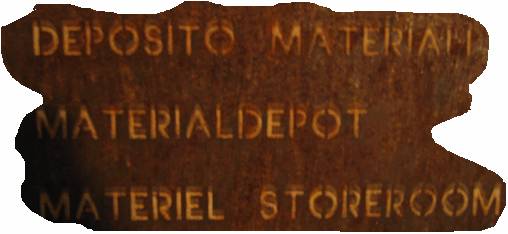 DEPOSITO MATERIALI
MATERIALDEPOT
MATERIEL STOREROOM